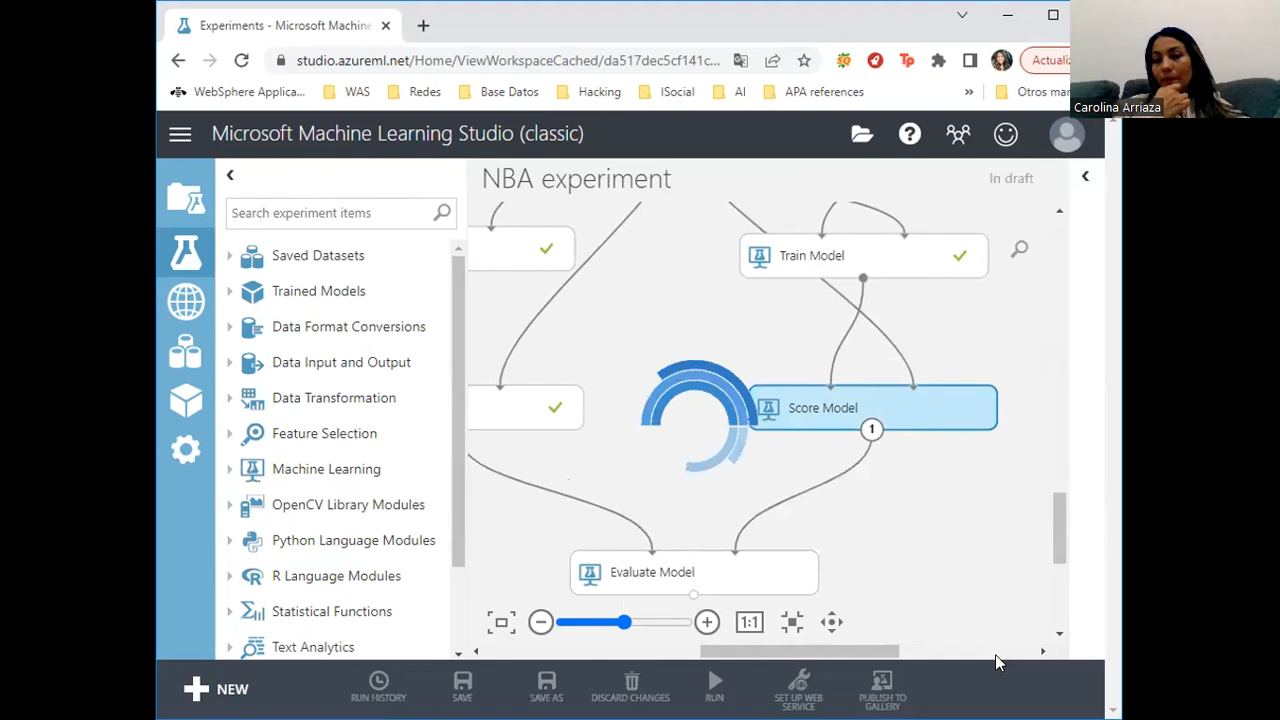 Experiments - Microsoft Machine
studio.azureml.net/Home/ViewWorkspaceCached/da517dec5cf141c...
Actualiz
WebSphere Applica...
WAS
Redes
Base Datos
Hacking
ISocial
AI
APA references
»
Otros mar
Carolina Arriaza
Microsoft Machine Learning Studio (classic)
NBA experiment
In draft
Search experiment items
Saved Datasets
Trained Models
Data Format Conversions
Data Input and Output
Data Transformation
Feature Selection
Machine Learning
OpenCV Library Modules
Python Language Modules
R Language Modules
Statistical Functions
Text Analytics
Train Model
Score Model
1
Evaluate Model
1:1
NEW
RUN HISTORY
SAVE
SAVE AS
DISCARD CHANGES
RUN
SET UP WEB
SERVICE
PUBLISH TO
GALLERY